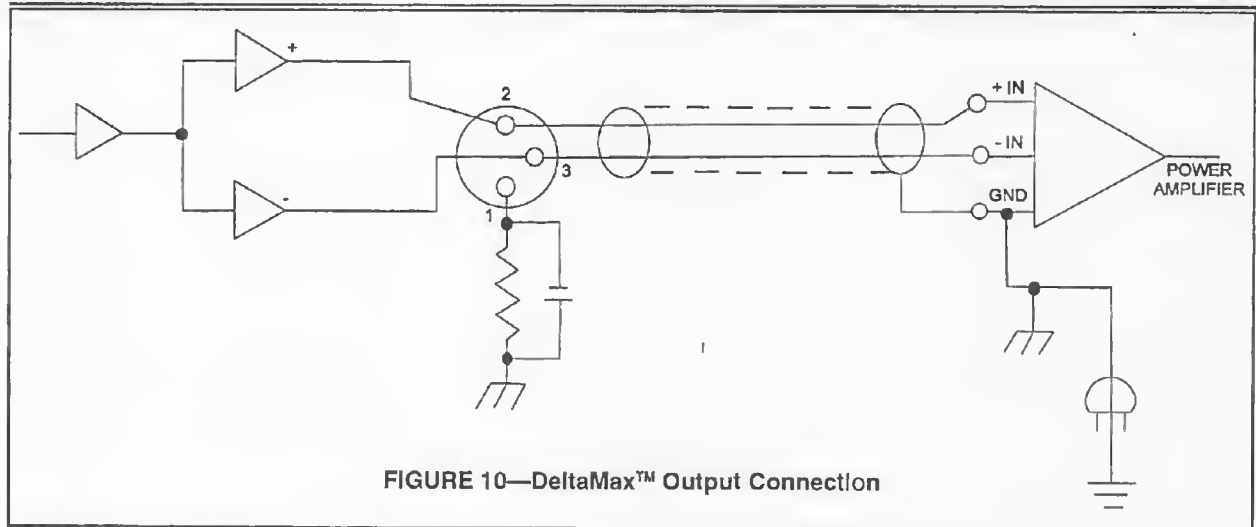 +
2
+ IN
- IN
3
POWER
AMPLIFIER
GND
-
1
FIGURE 10—DeltaMax™ Output Connection